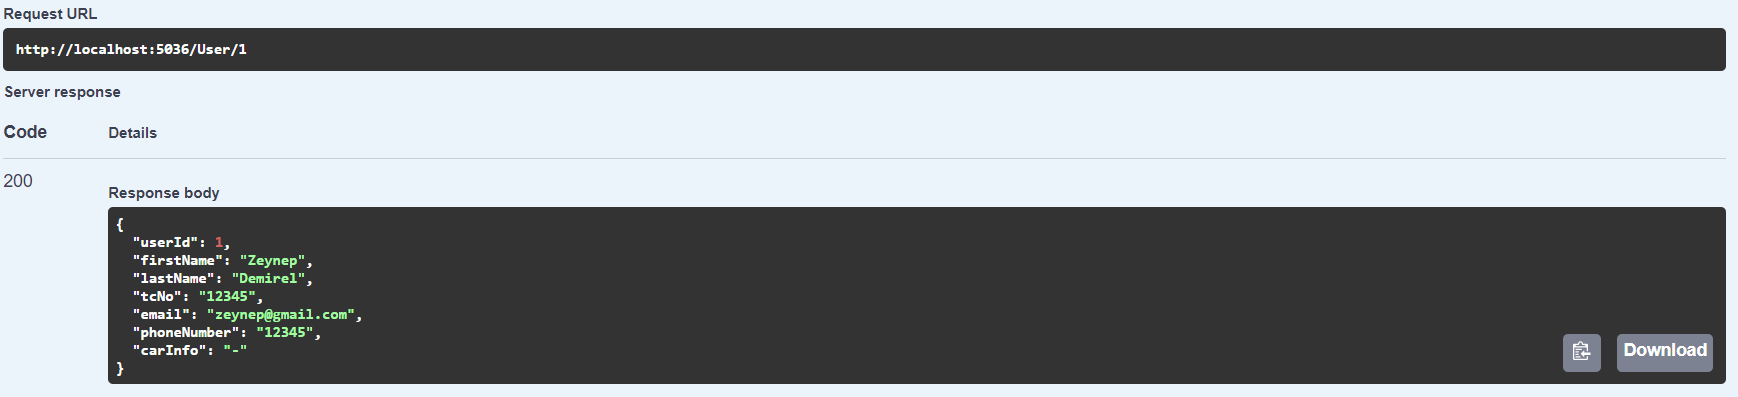 Request URL
http://localhost:5036/User/1
Server response
Code Details
200
Response body
{
  "userId": 1,
  "firstName": "Zeynep",
  "lastName": "Demirel",
  "tcNo": "12345",
  "email": "zeynep@gmail.com",
  "phoneNumber": "12345",
  "carInfo": "-"
}
Download